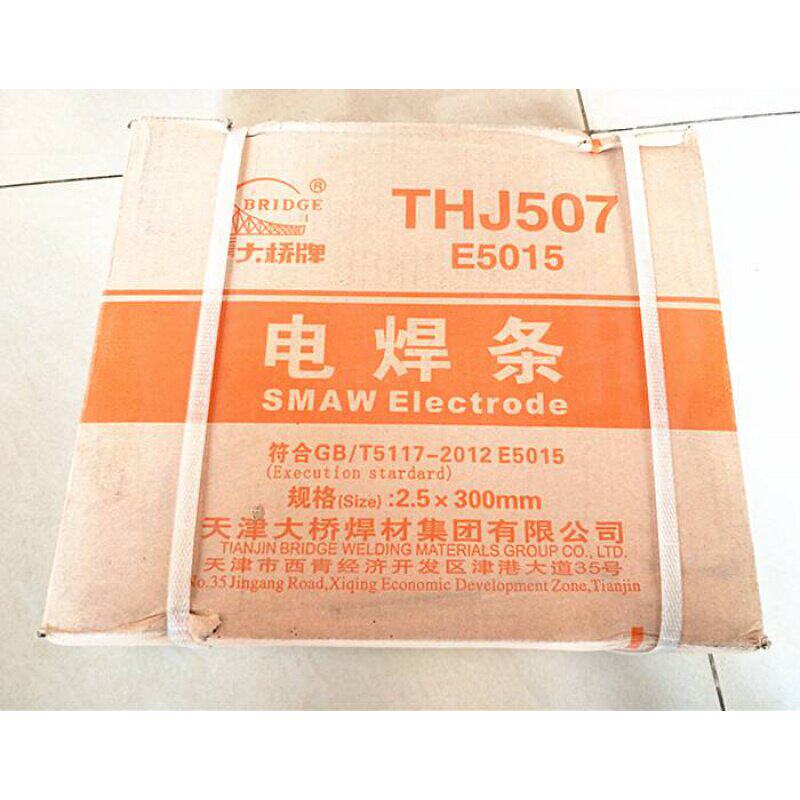 BRIDGE ®
大桥牌
THJ507
E5015
电焊条
SMAW Electrode
符合GB/T5117-2012 E5015
(Execution stardard)
规格(Size) :2.5×300mm
天津大桥焊材集团有限公司
TIANJIN BRIDGE WELDING MATERIALS GROUP CO., LTD.
天津市西青经济开发区津港大道35号
No.35 Jingang Road,Xiqing Economic Development Zone,Tianjin